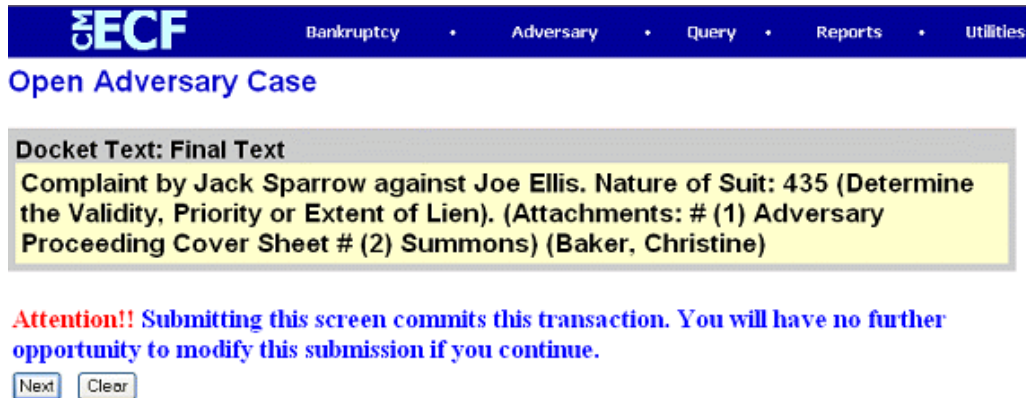 CM ECF Bankruptcy • Adversary • Query • Reports • Utilities
Open Adversary Case
Docket Text: Final Text
Complaint by Jack Sparrow against Joe Ellis. Nature of Suit: 435 (Determine
the Validity, Priority or Extent of Lien). (Attachments: # (1) Adversary
Proceeding Cover Sheet # (2) Summons) (Baker, Christine)
Attention!! Submitting this screen commits this transaction. You will have no further
opportunity to modify this submission if you continue.
Next Clear